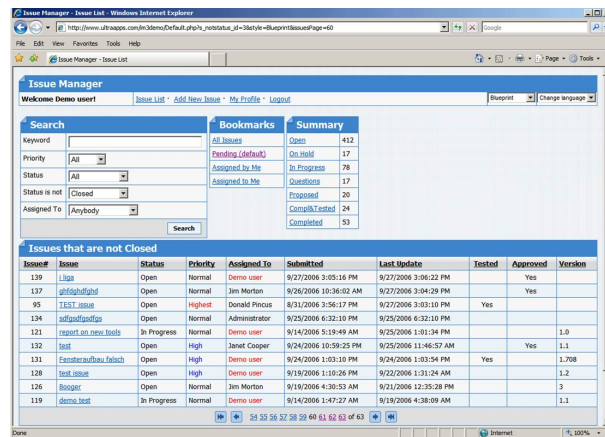 Issue Manager - Issue List - Windows Internet Explorer
http://www.ultraapps.com/im3demo/Default.php?s_notstatus_id=3&style=Blueprint&issuesPage=60
Google
File Edit View Favorites Tools Help
Issue Manager - Issue List
Page Tools
Issue Manager
Welcome Demo user! Issue List · Add New Issue · My Profile · Logout Blueprint Change language
Search Bookmarks Summary
Keyword All Issues Open 412
Pending (default) On Hold 17
Priority All Assigned by Me In Progress 78
Status All Assigned to Me Questions 17
Status is not Closed Proposed 20
Assigned To Anybody Compl&Tested 24
Search Completed 53
Issues that are not Closed
Issue# Issue Status Priority Assigned To Submitted Last Update Tested Approved Version
139 i liga Open Normal Demo user 9/27/2006 3:05:16 PM 9/27/2006 3:06:22 PM Yes
137 ghfdghdfghd Open Normal Jim Morton 9/26/2006 10:36:02 AM 9/27/2006 3:04:29 PM Yes
95 TEST issue Open Highest Donald Pincus 8/31/2006 3:56:17 PM 9/27/2006 3:03:10 PM Yes
134 sdfgsdfgsdfgs Open Normal Administrator 9/25/2006 6:32:10 PM 9/25/2006 6:32:10 PM
121 report on new tools In Progress Normal Demo user 9/14/2006 5:19:49 AM 9/25/2006 1:01:34 PM 1.0
132 test Open High Janet Cooper 9/24/2006 10:59:25 PM 9/25/2006 11:46:57 AM Yes 1.1
131 Fensteraufbau falsch Open High Demo user 9/24/2006 1:03:10 PM 9/24/2006 1:03:54 PM Yes 1.708
128 test issue Open High Demo user 9/19/2006 1:10:26 PM 9/22/2006 1:31:24 AM 1.2
126 Booger Open Normal Jim Morton 9/19/2006 4:30:53 AM 9/21/2006 12:35:28 PM 3
119 demo test In Progress Normal Demo user 9/14/2006 1:47:27 AM 9/19/2006 4:38:09 AM 1.1
54 55 56 57 58 59 60 61 62 63 of 63
Done Internet 100%